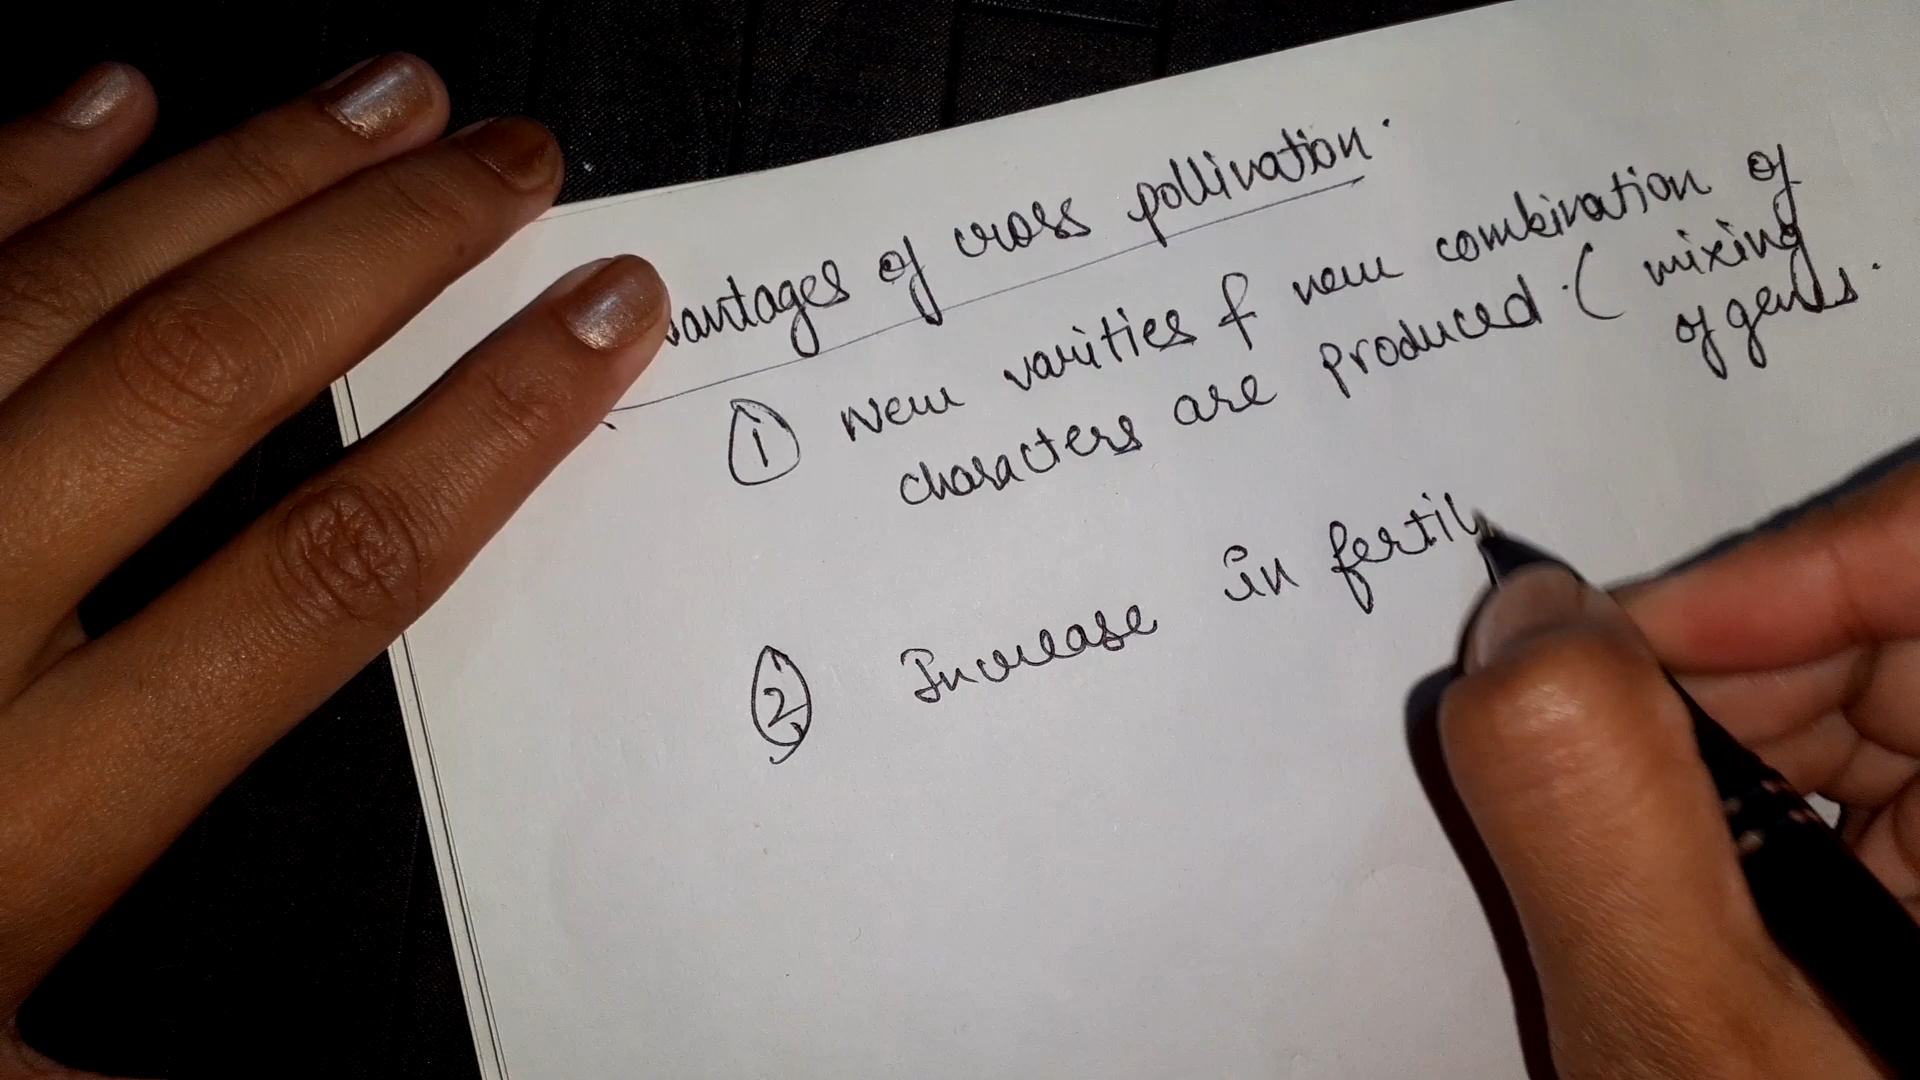 vantages of cross pollination.
① New varities & new combination of
characters are produced. ( mixing
of genes.
② Increase in fertil